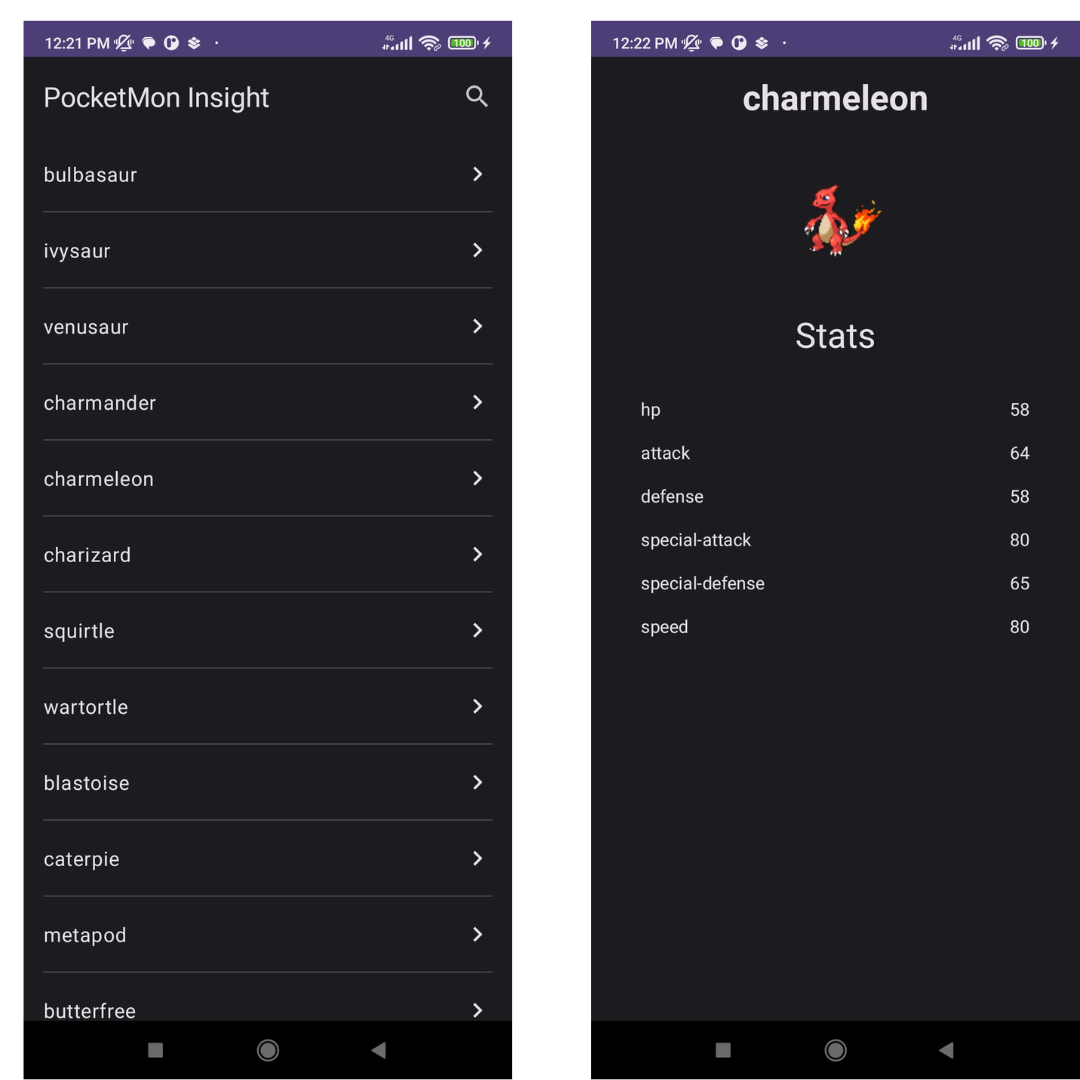 12:21 PM
4G
100
PocketMon Insight
bulbasaur
ivysaur
venusaur
charmander
charmeleon
charizard
squirtle
wartortle
blastoise
caterpie
metapod
butterfree
12:22 PM
4G
100
charmeleon
Stats
hp 58
attack 64
defense 58
special-attack 80
special-defense 65
speed 80